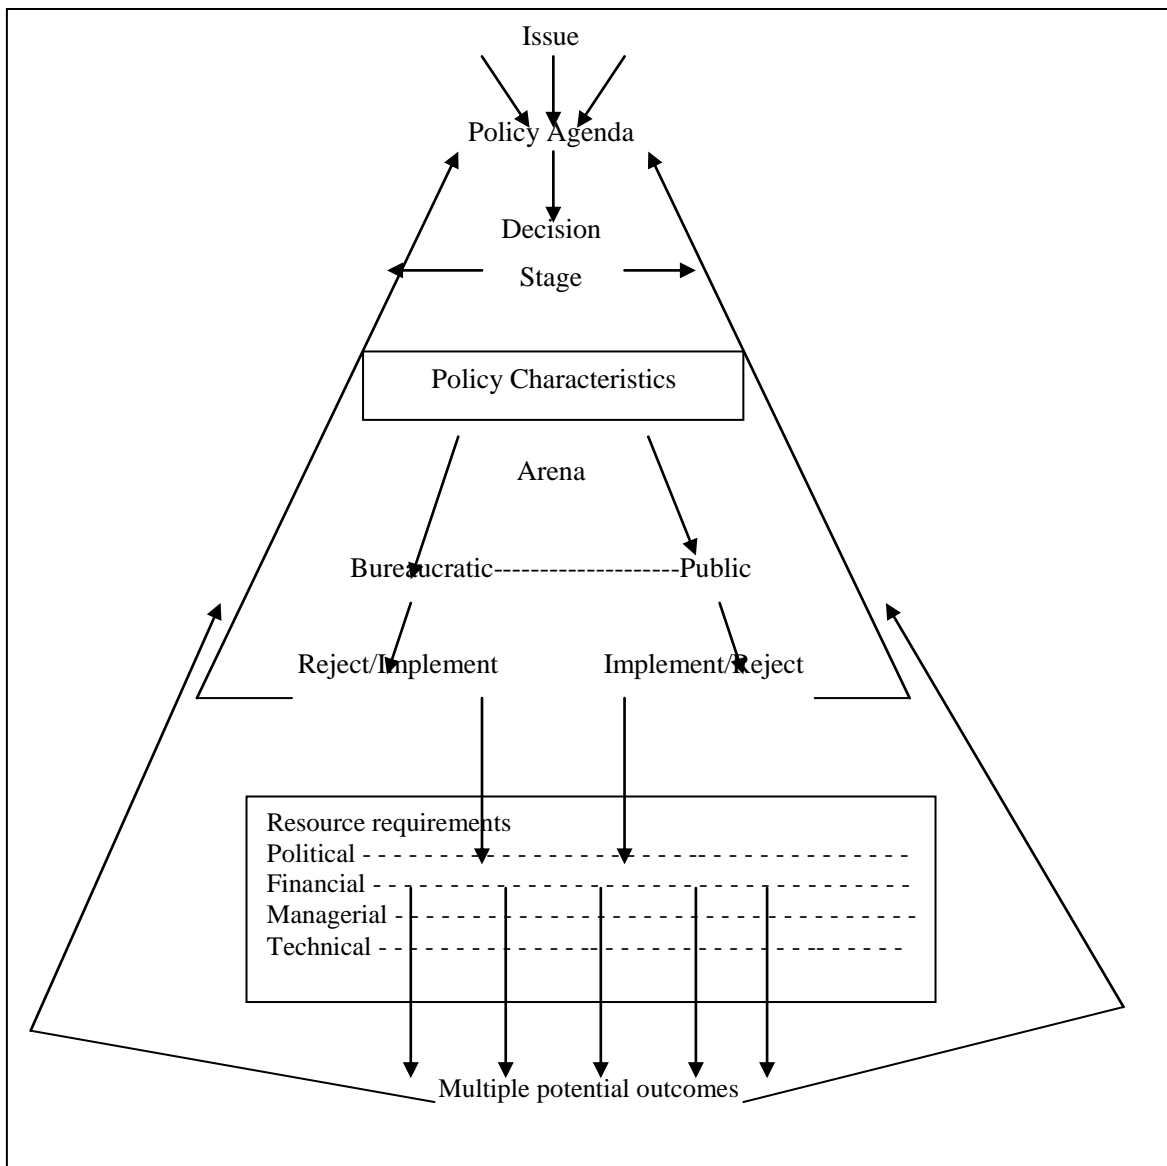 Issue
Policy Agenda
Decision
Stage
Policy Characteristics
Arena
Bureaucratic--------------------Public
Reject/Implement Implement/Reject
Resource requirements
Political - - - - - - - - - - - - - - - - - - - - - -- - - - - - - - - - - - - -
Financial - - - - - - - - - - - - - - - - - - - - - - - - - - - - - - - - - - -
Managerial - - - - - - - - - - - - - - - - - - - - - - - - - - - - - - - - - -
Technical - - - - - - - - - - - - - -- - - - - - - - - - - - - - -- - - - - - -
Multiple potential outcomes